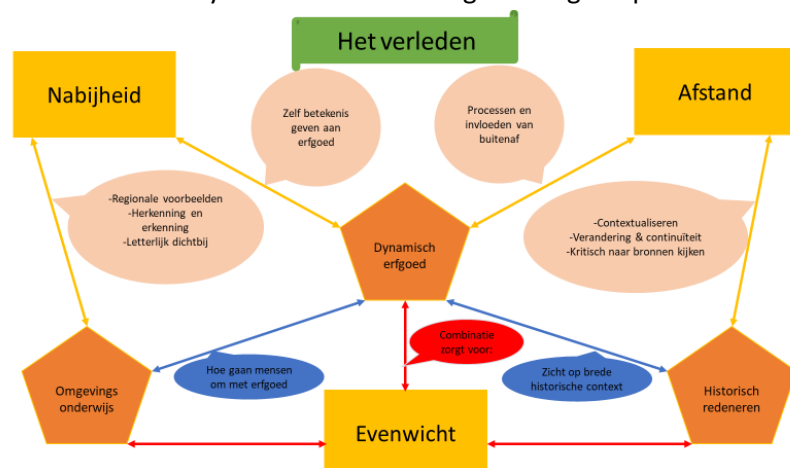 Het verleden
Nabijheid
Afstand
Zelf betekenis
geven aan
erfgoed
Processen en
invloeden van
buitenaf
-Regionale voorbeelden
-Herkenning en
erkenning
-Letterlijk dichtbij
-Contextualiseren
-Verandering & continuïteit
-Kritisch naar bronnen kijken
Dynamisch
erfgoed
Combinatie
zorgt voor:
Hoe gaan mensen
om met erfgoed
Zicht op brede
historische context
Omgevings
onderwijs
Historisch
redeneren
Evenwicht